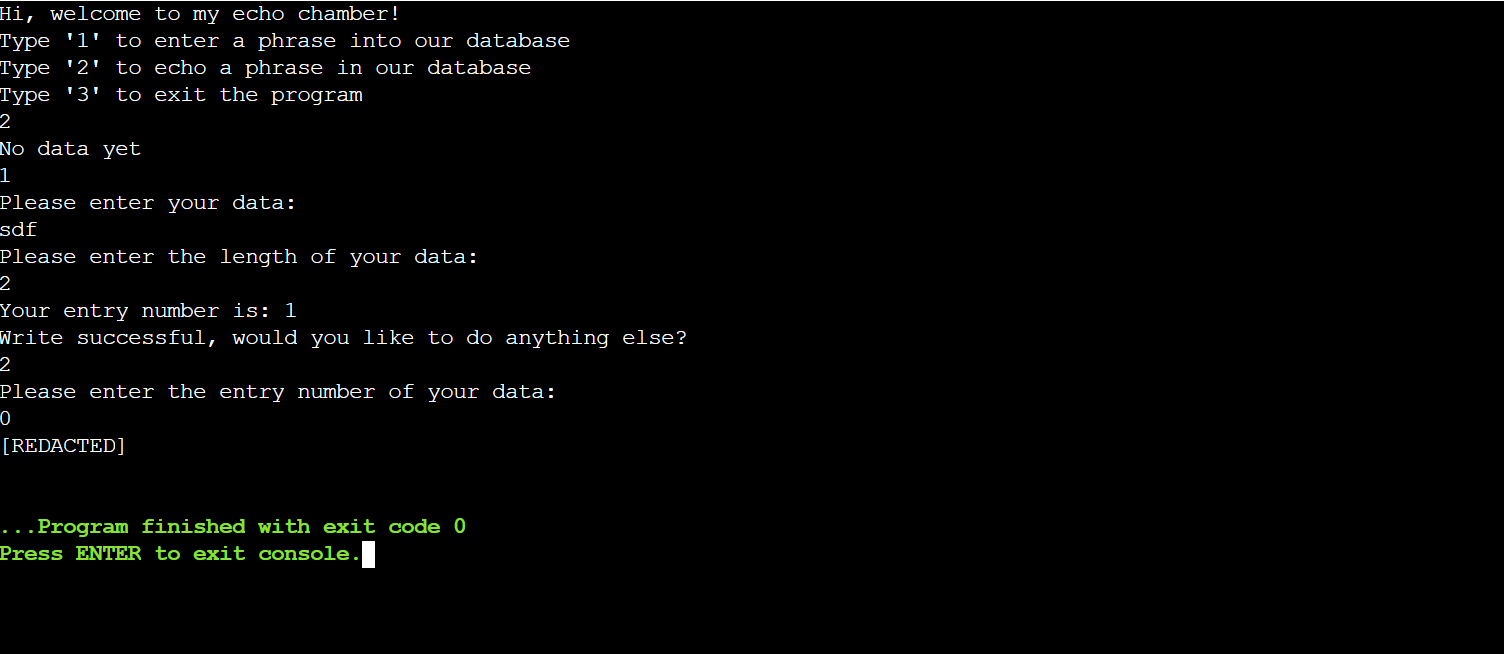 Hi, welcome to my echo chamber!
Type '1' to enter a phrase into our database
Type '2' to echo a phrase in our database
Type '3' to exit the program
2
No data yet
1
Please enter your data:
sdf
Please enter the length of your data:
2
Your entry number is: 1
Write successful, would you like to do anything else?
2
Please enter the entry number of your data:
0
[REDACTED]
...Program finished with exit code 0
Press ENTER to exit console.